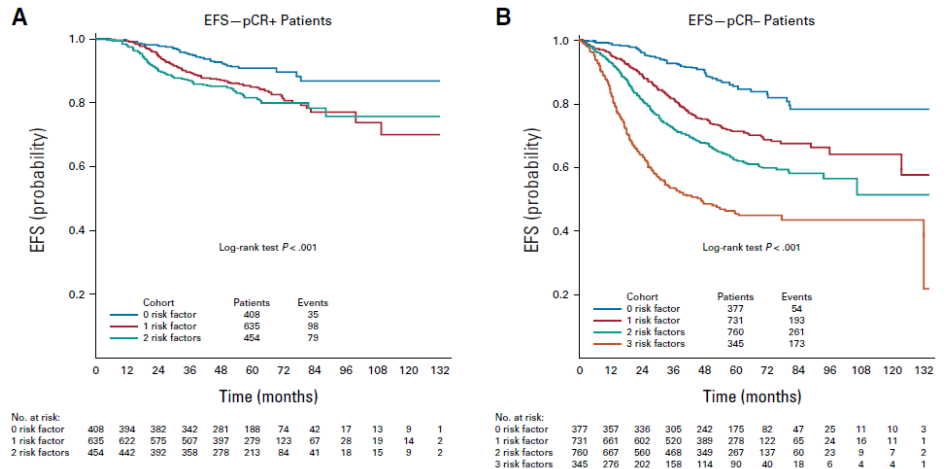 A
EFS—pCR+ Patients
EFS (probability)
1.0
0.8
0.6
0.4
0.2
Log-rank test P < .001
Cohort Patients Events
0 risk factor 408 35
1 risk factor 635 98
2 risk factors 454 79
0 12 24 36 48 60 72 84 96 108 120 132
Time (months)
No. at risk:
0 risk factor 408 394 382 342 281 188 74 42 17 13 9 1
1 risk factor 635 622 575 507 397 279 123 67 28 19 14 2
2 risk factors 454 442 392 358 278 213 84 41 18 15 9 2
B
EFS—pCR– Patients
EFS (probability)
1.0
0.8
0.6
0.4
0.2
Log-rank test P < .001
Cohort Patients Events
0 risk factor 377 54
1 risk factor 731 193
2 risk factors 760 261
3 risk factors 345 173
0 12 24 36 48 60 72 84 96 108 120 132
Time (months)
No. at risk:
0 risk factor 377 357 336 305 242 175 82 47 25 11 10 3
1 risk factor 731 661 602 520 389 278 122 65 24 16 11 1
2 risk factors 760 667 560 468 349 267 137 60 23 9 7 2
3 risk factors 345 276 202 158 114 90 40 18 6 4 4 1